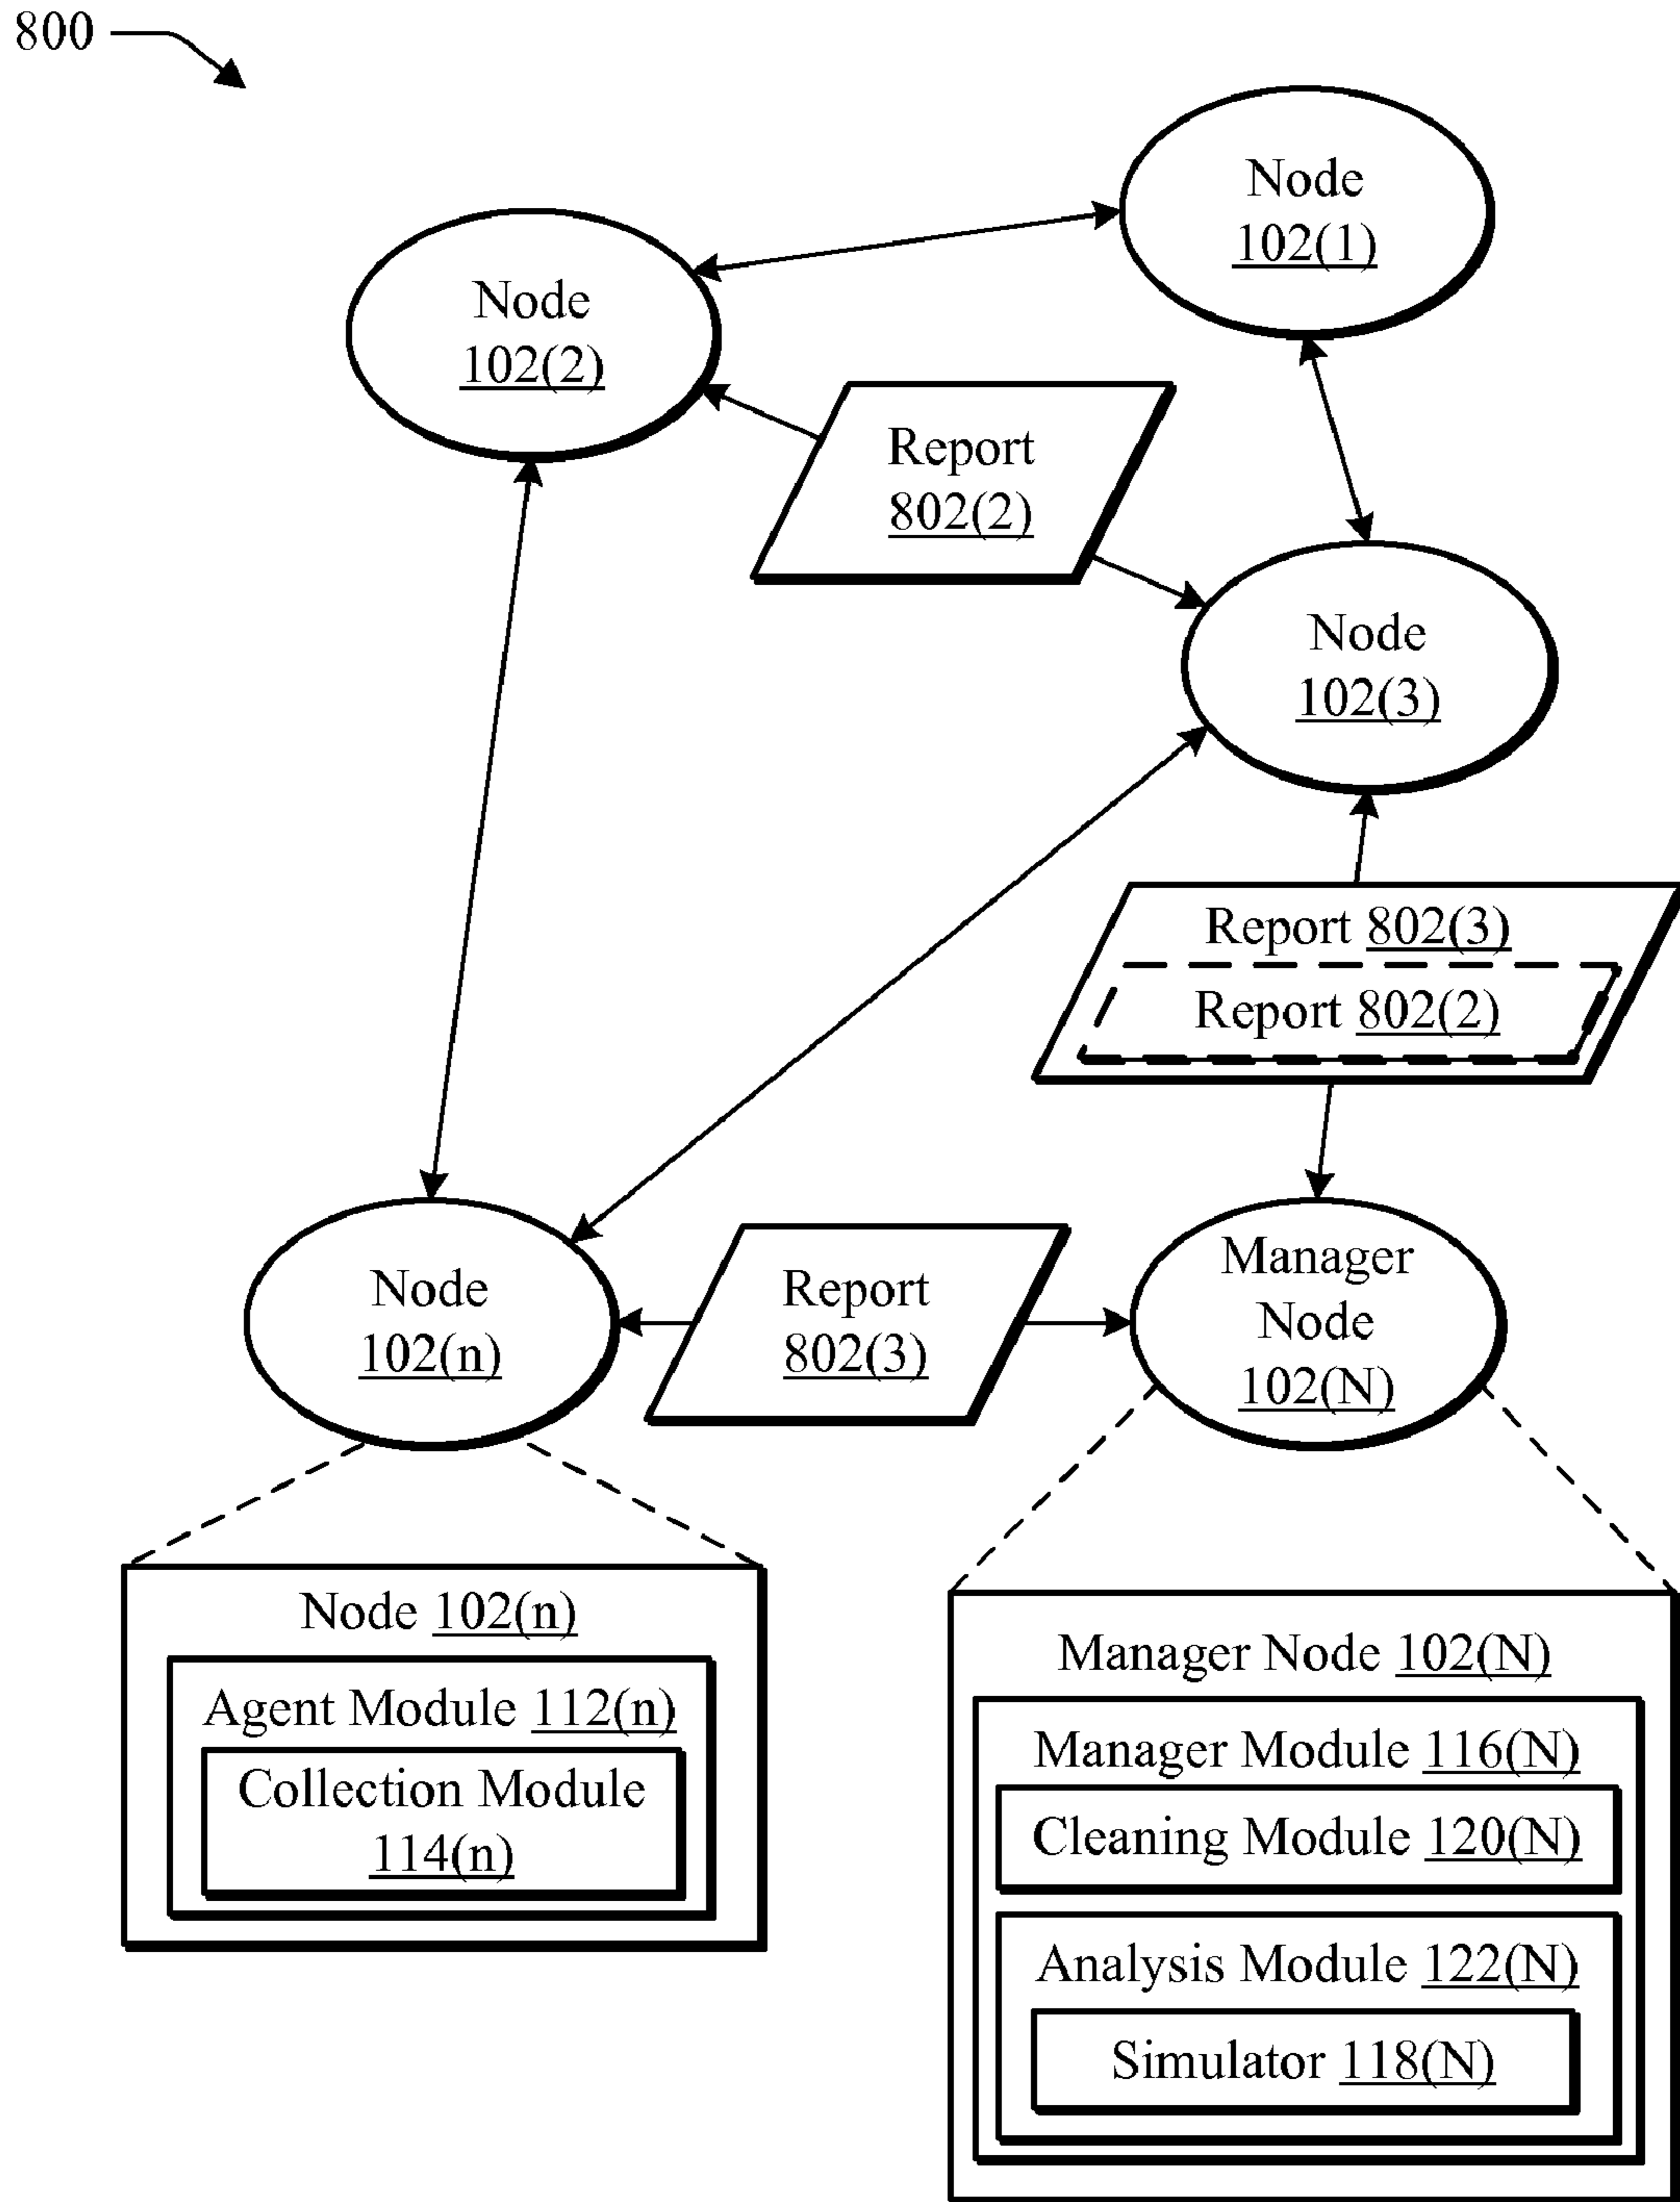 800
Node
102(1)
Node
102(2)
Report
802(2)
Node
102(3)
Report 802(3)
Report 802(2)
Node
102(n)
Report
802(3)
Manager
Node
102(N)
Node 102(n)
Agent Module 112(n)
Collection Module
114(n)
Manager Node 102(N)
Manager Module 116(N)
Cleaning Module 120(N)
Analysis Module 122(N)
Simulator 118(N)